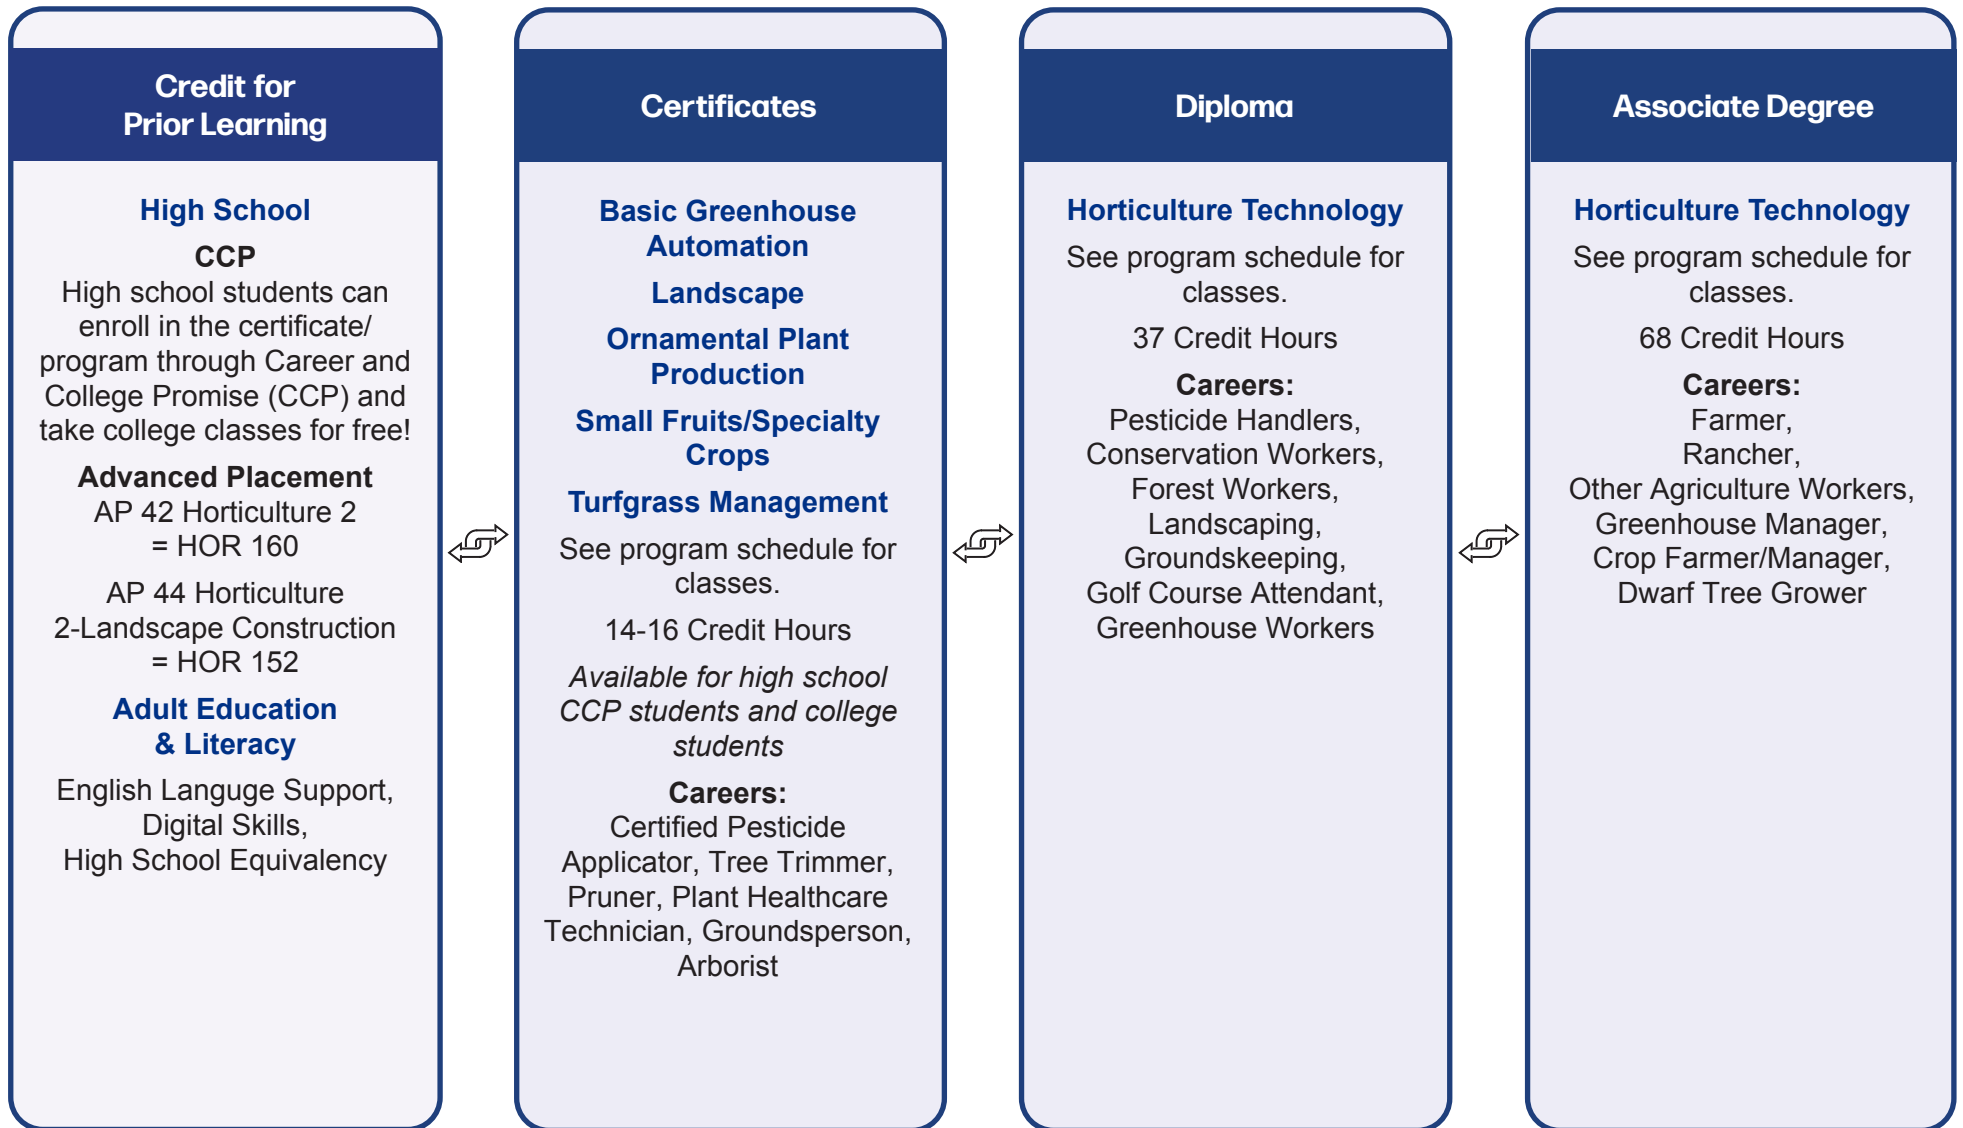 Credit for
Prior Learning
High School
CCP
High school students can
enroll in the certificate/
program through Career and
College Promise (CCP) and
take college classes for free!
Advanced Placement
AP 42 Horticulture 2
= HOR 160
AP 44 Horticulture
2-Landscape Construction
= HOR 152
Adult Education
& Literacy
English Languge Support,
Digital Skills,
High School Equivalency
Certificates
Basic Greenhouse
Automation
Landscape
Ornamental Plant
Production
Small Fruits/Specialty
Crops
Turfgrass Management
See program schedule for
classes.
14-16 Credit Hours
Available for high school
CCP students and college
students
Careers:
Certified Pesticide
Applicator, Tree Trimmer,
Pruner, Plant Healthcare
Technician, Groundsperson,
Arborist
Diploma
Horticulture Technology
See program schedule for
classes.
37 Credit Hours
Careers:
Pesticide Handlers,
Conservation Workers,
Forest Workers,
Landscaping,
Groundskeeping,
Golf Course Attendant,
Greenhouse Workers
Associate Degree
Horticulture Technology
See program schedule for
classes.
68 Credit Hours
Careers:
Farmer,
Rancher,
Other Agriculture Workers,
Greenhouse Manager,
Crop Farmer/Manager,
Dwarf Tree Grower